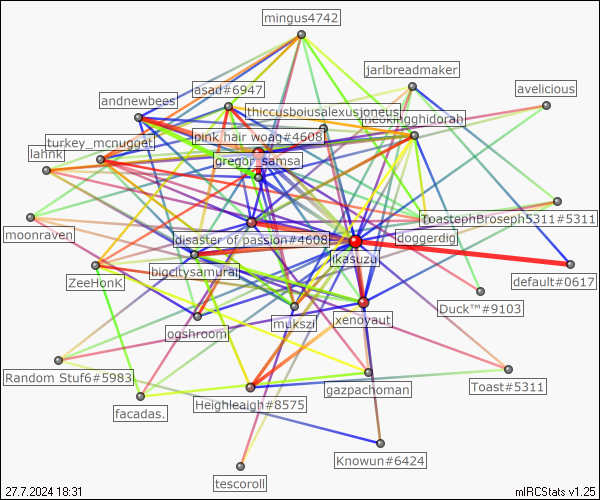 mingus4742
jarlbreadmaker
asad#6947
avelicious
andnewbees
thiccusboiusalexusjoneus
neokingghidorah
pink hair woag#4608
turkey_mcnugget
lahnk
gregor_samsa
ToastephBroseph5311#5311
moonraven
disaster of passion#4608
doggerdig
ikasuzu
bigcitysamurai
ZeeHonK
default#0617
Duck™#9103
mukszi
xenoyaut
ogshroom
Random Stuf6#5983
gazpachoman
Toast#5311
Heighleaigh#8575
facadas.
Knowun#6424
tescoroll
27.7.2024 18:31
mIRCStats v1.25